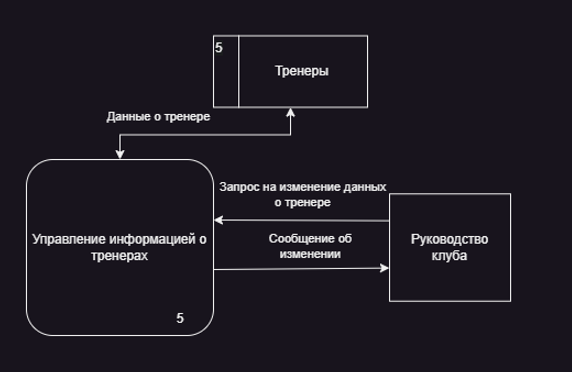 5
Тренеры
Данные о тренере
Запрос на изменение данных
о тренере
Управление информацией о
тренерах
Сообщение об
изменении
Руководство
клуба
5